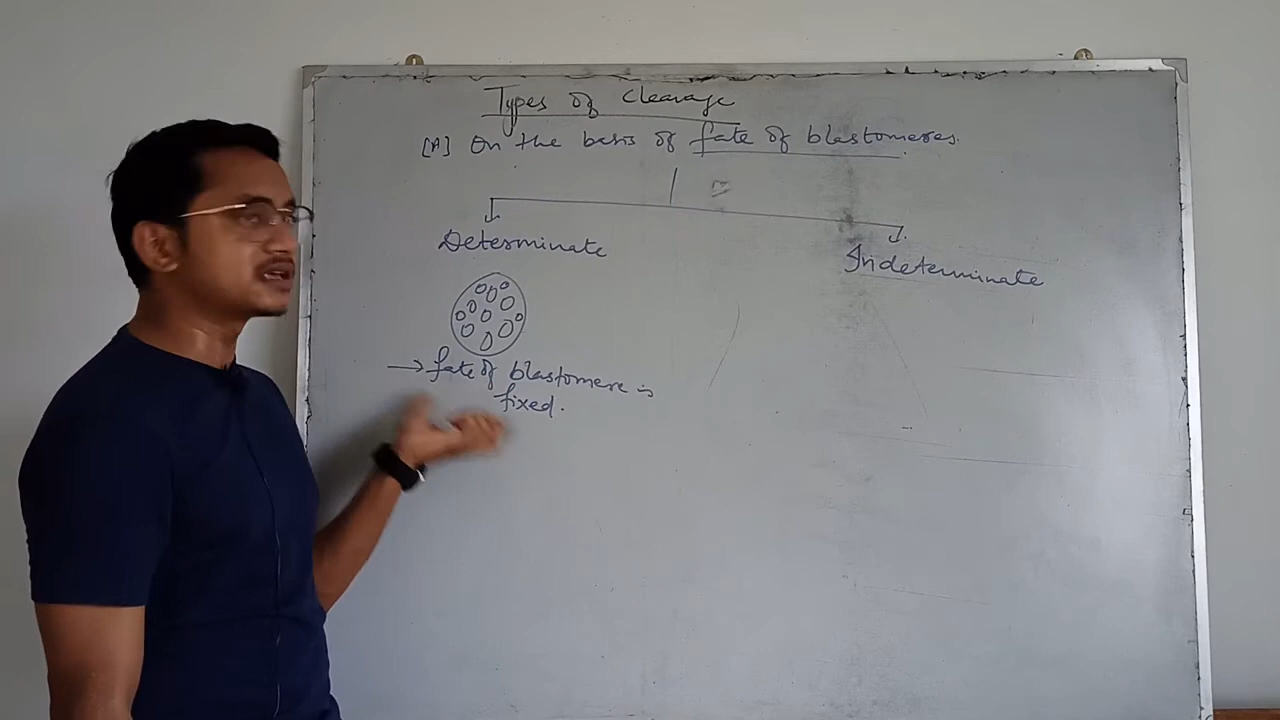 Types of Cleavage
[A] On the basis of fate of blastomeres.
Determinate
Indeterminate
→ fate of blastomere is
fixed.